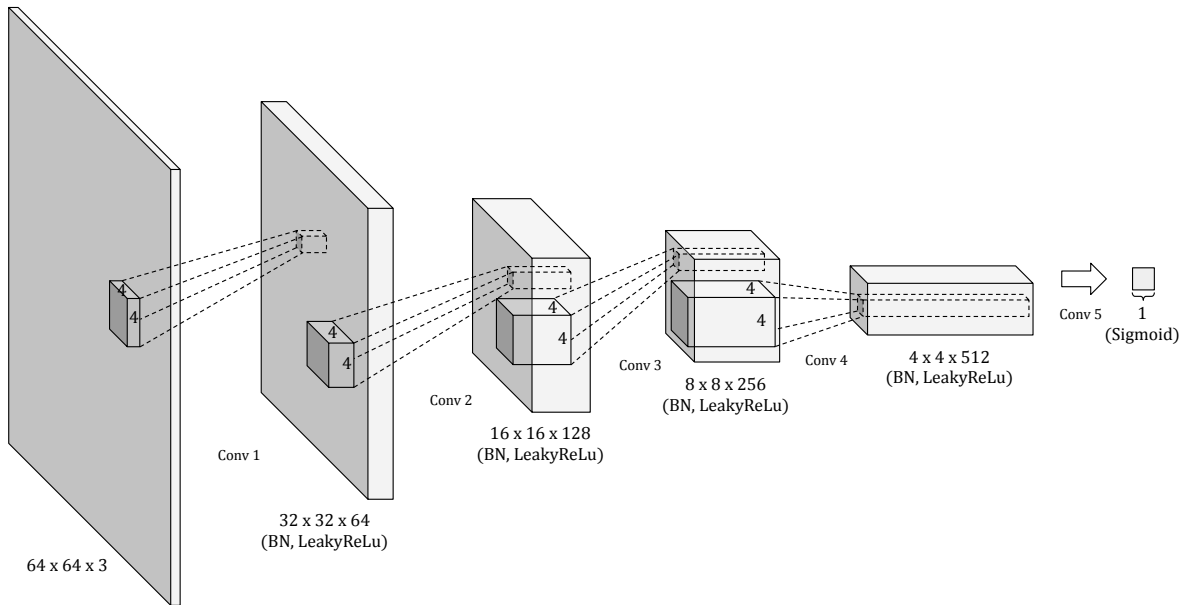 4
4
Conv 1
64 x 64 x 3
4
4
32 x 32 x 64
(BN, LeakyReLu)
Conv 2
4
4
16 x 16 x 128
(BN, LeakyReLu)
Conv 3
4
4
8 x 8 x 256
(BN, LeakyReLu)
Conv 4
4 x 4 x 512
(BN, LeakyReLu)
Conv 5
1
(Sigmoid)